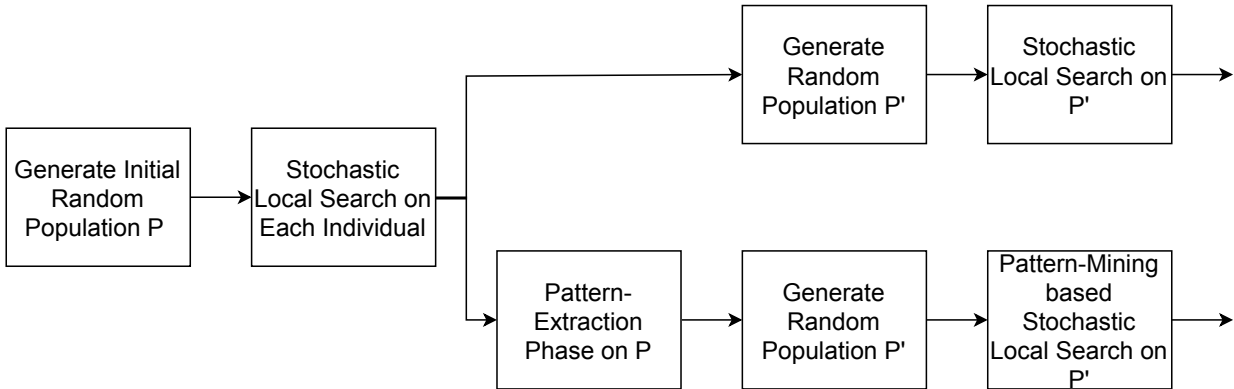 Generate Initial
Random
Population P
Stochastic
Local Search on
Each Individual
Generate
Random
Population P'
Stochastic
Local Search on
P'
Pattern-
Extraction
Phase on P
Generate
Random
Population P'
Pattern-Mining
based
Stochastic
Local Search on
P'